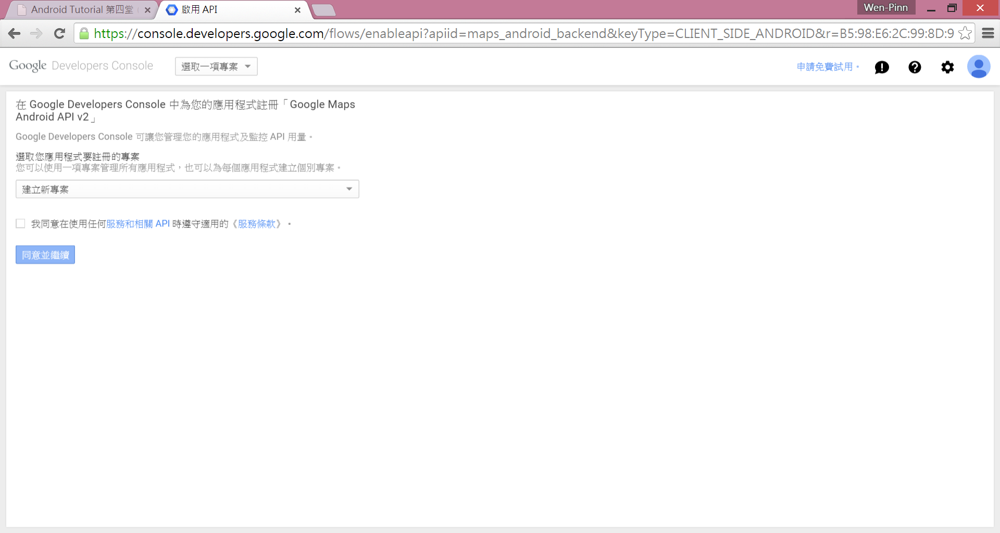 Android Tutorial 第四堂
啟用 API
Wen-Pinn
https://console.developers.google.com/flows/enableapi?apiid=maps_android_backend&keyType=CLIENT_SIDE_ANDROID&r=B5:98:E6:2C:99:8D:9
Google Developers Console
選取一項專案
申請免費試用。
在 Google Developers Console 中為您的應用程式註冊「Google Maps
Android API v2」
Google Developers Console 可讓您管理您的應用程式及監控 API 用量。
選取您應用程式要註冊的專案
您可以使用一項專案管理所有應用程式，也可以為每個應用程式建立個別專案。
建立新專案
我同意在使用任何服務和相關 API 時遵守適用的《服務條款》。
同意並繼續